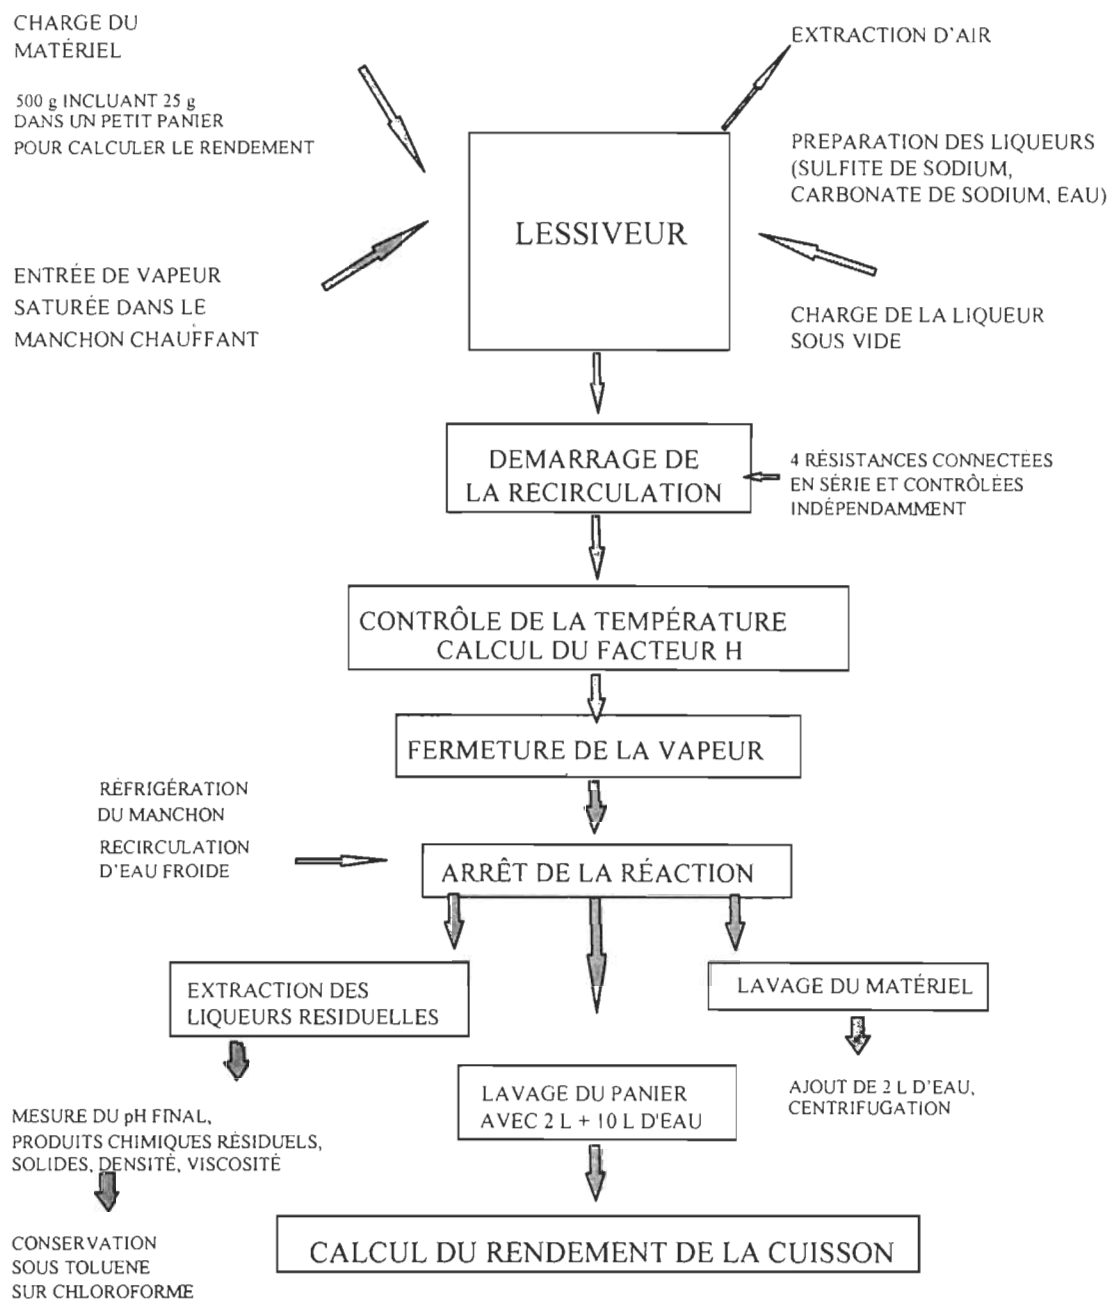 CHARGE DU
MATÉRIEL
500 g INCLUANT 25 g
DANS UN PETIT PANIER
POUR CALCULER LE RENDEMENT
EXTRACTION D'AIR
PREPARATION DES LIQUEURS
(SULFITE DE SODIUM,
CARBONATE DE SODIUM, EAU)
LESSIVEUR
ENTRÉE DE VAPEUR
SATURÉE DANS LE
MANCHON CHAUFFANT
CHARGE DE LA LIQUEUR
SOUS VIDE
DEMARRAGE DE
LA RECIRCULATION
4 RÉSISTANCES CONNECTÉES
EN SÉRIE ET CONTRÔLÉES
INDÉPENDAMMENT
CONTRÔLE DE LA TEMPÉRATURE
CALCUL DU FACTEUR H
FERMETURE DE LA VAPEUR
RÉFRIGÉRATION
DU MANCHON
RECIRCULATION
D'EAU FROIDE
ARRÊT DE LA RÉACTION
EXTRACTION DES
LIQUEURS RESIDUELLES
LAVAGE DU MATÉRIEL
LAVAGE DU PANIER
AVEC 2 L + 10 L D'EAU
AJOUT DE 2 L D'EAU,
CENTRIFUGATION
MESURE DU pH FINAL,
PRODUITS CHIMIQUES RÉSIDUELS,
SOLIDES, DENSITÉ, VISCOSITÉ
CONSERVATION
SOUS TOLUENE
SUR CHLOROFORME
CALCUL DU RENDEMENT DE LA CUISSON